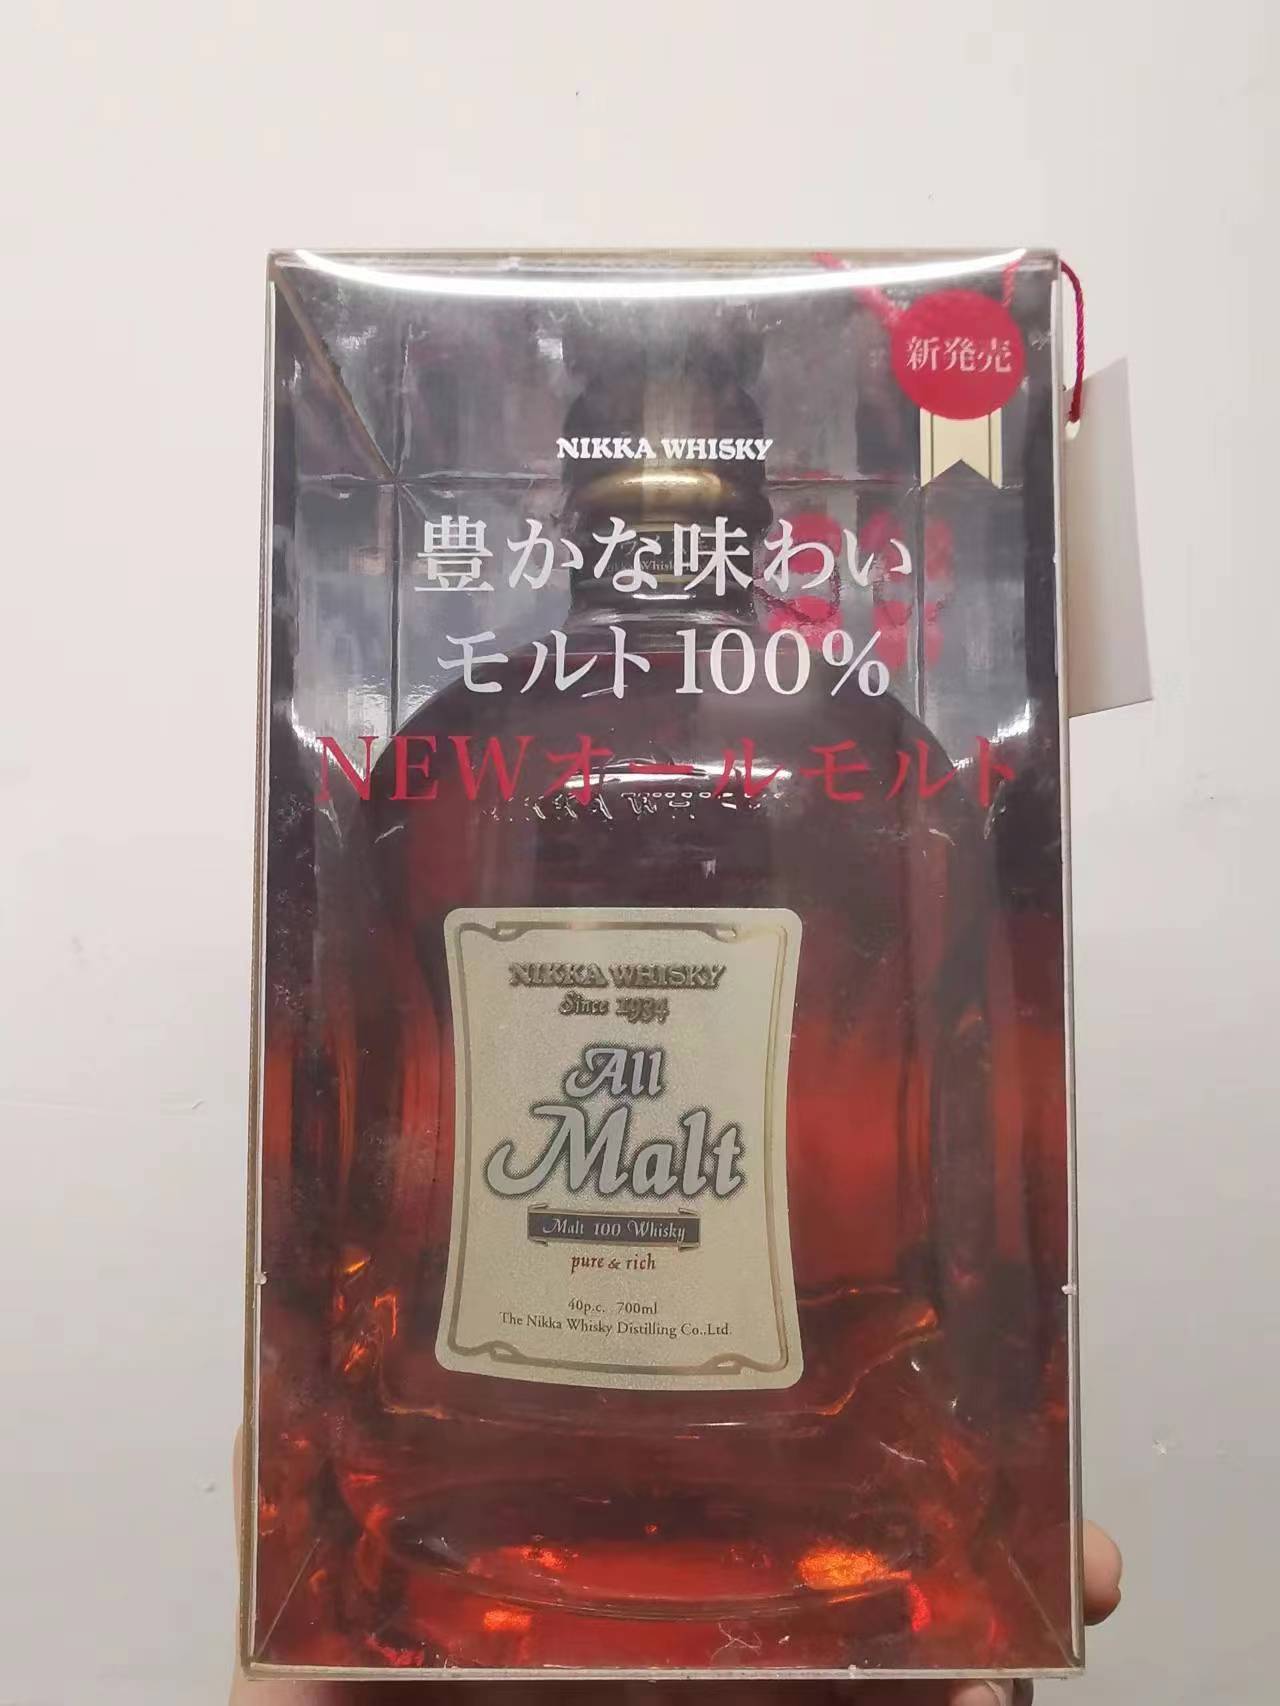 新発売
NIKKA WHISKY
豊かな味わい
モルト100%
NEWオールモルト
NIKKA WHISKY
Since 1934
All
Malt
Malt 100 Whisky
pure & rich
40p.c. 700ml
The Nikka Whisky Distilling Co.,Ltd.